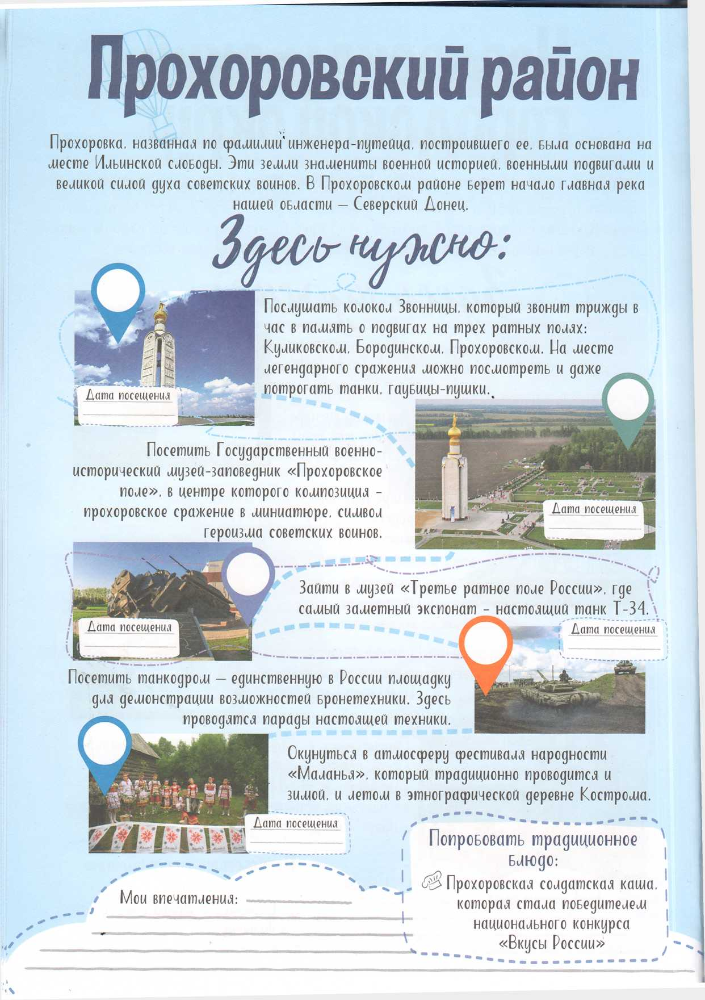 Прохоровский район
Прохоровка, названная по фамилии инженера-путейца, построившего ее, была основана на
месте Ильинской слободы. Эти земли знамениты военной историей, военными подвигами и
великой силой духа советских воинов. В Прохоровском районе берет начало главная река
нашей области – Северский Донец.
Здесь нужно:
Послушать колокол Звонницы, который звонит трижды в
час в память о подвигах на трех ратных полях:
Куликовском, Бородинском, Прохоровском. На месте
легендарного сражения можно посмотреть и даже
потрогать танки, гаубицы-пушки.
Дата посещения
Посетить Государственный военно-
исторический музей-заповедник «Прохоровское
поле», в центре которого композиция -
прохоровское сражение в миниатюре, символ
героизма советских воинов.
Дата посещения
Зайти в музей «Третье ратное поле России», где
самый заметный экспонат - настоящий танк Т-34.
Дата посещения
Дата посещения
Посетить танкодром – единственную в России площадку
для демонстрации возможностей бронетехники. Здесь
проводятся парады настоящей техники.
Окунуться в атмосферу фестиваля народности
«Маланья», который традиционно проводится и
зимой, и летом в этнографической деревне Кострома.
Дата посещения
Попробовать традиционное
блюдо:
Прохоровская солдатская каша,
которая стала победителем
национального конкурса
«Вкусы России»
Мои впечатления: